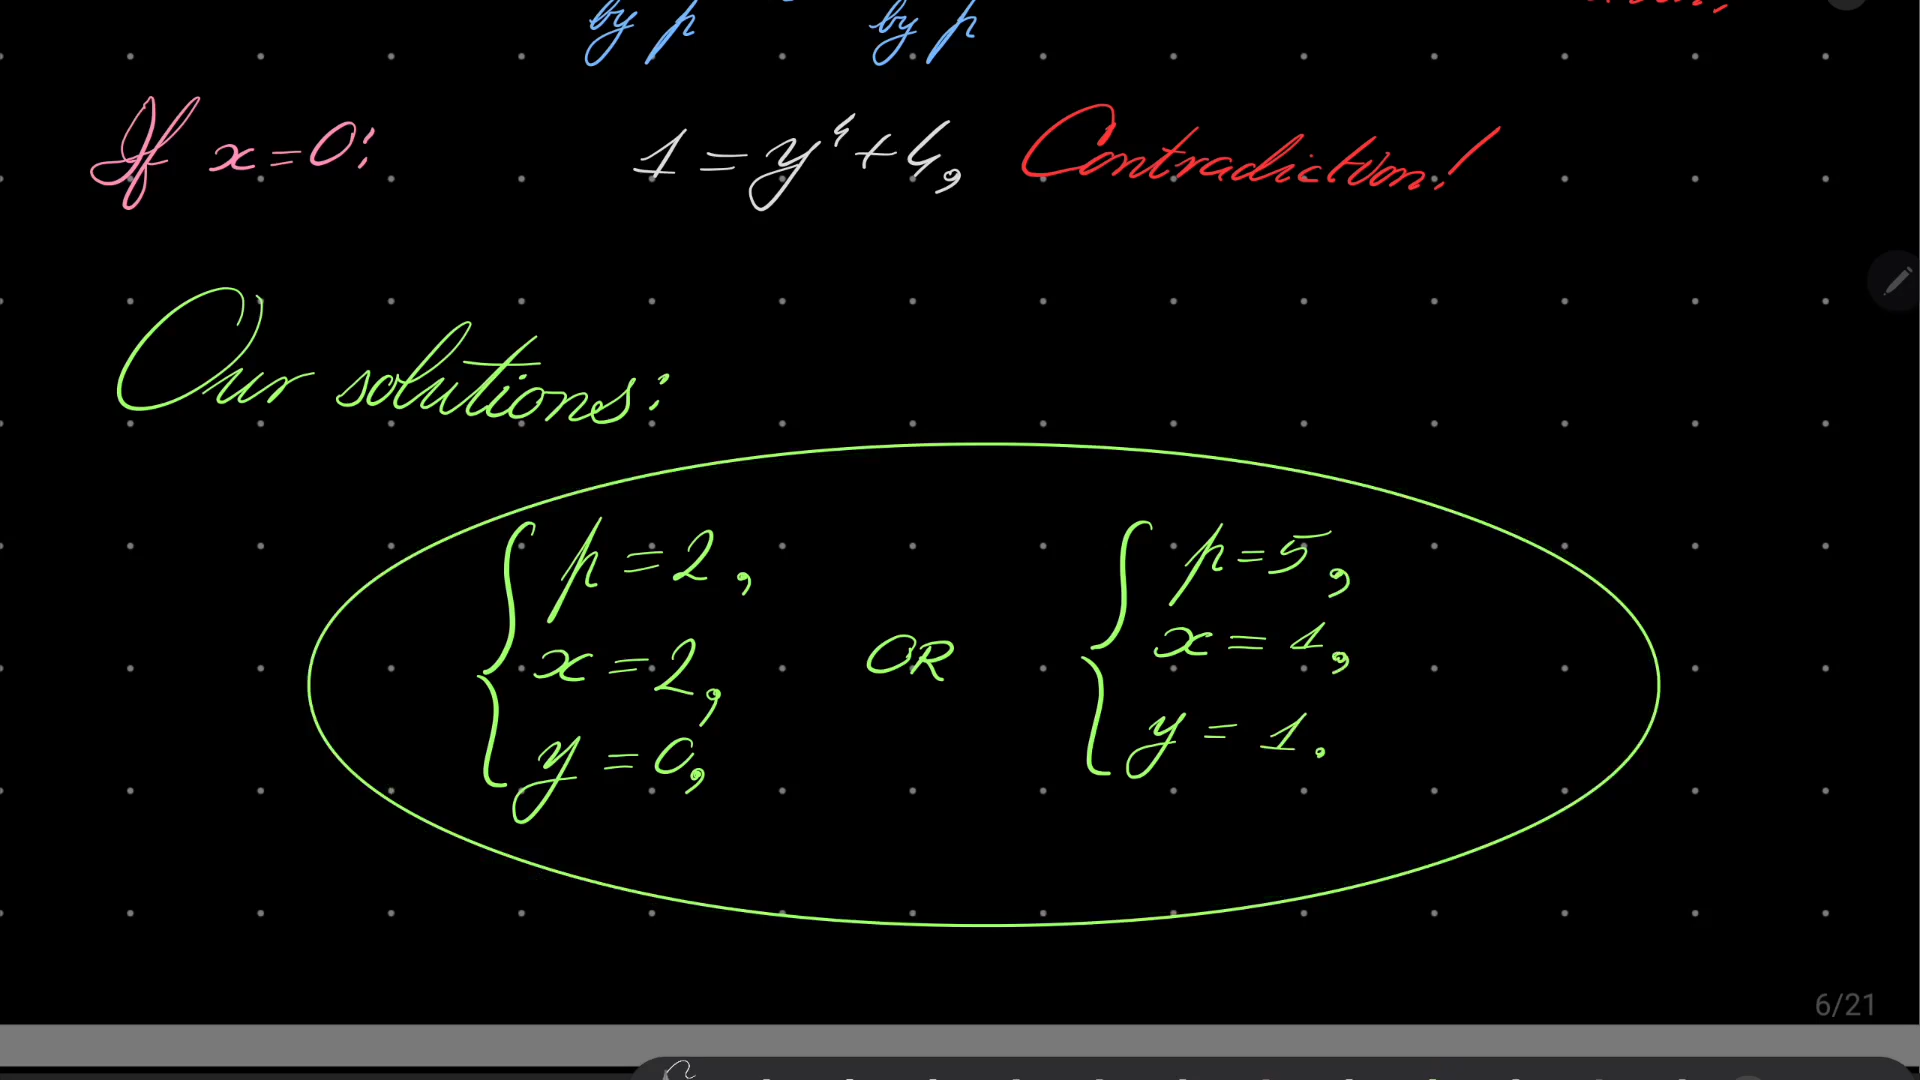 by p by p
If x=0: 1=y⁴+4, Contradiction!
Our solutions:
{ p=2, x=2, y=0, OR { p=5, x=1, y=1.
6/21